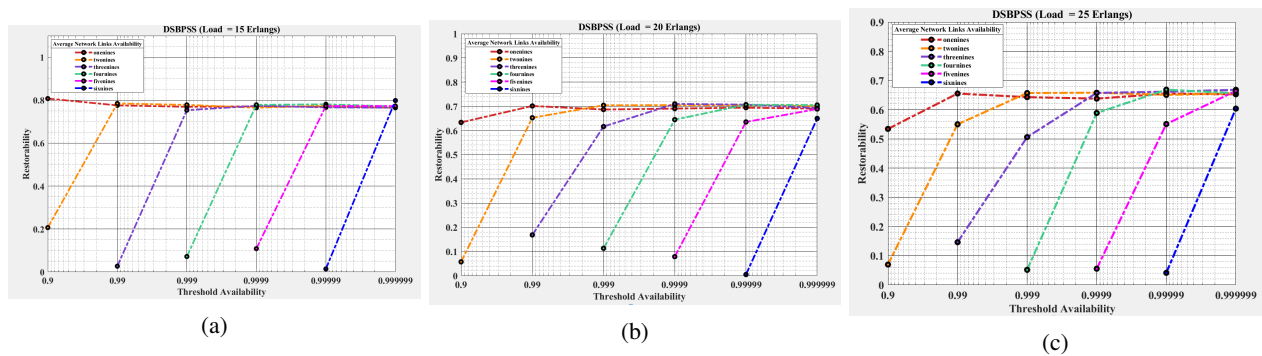 DSBPSS (Load = 15 Erlangs)
Average Network Links Availability
onenines
twonines
threenines
fournines
fivenines
sixnines
Restorability
1
0.8
0.6
0.4
0.2
0
0.9
0.99
0.999
0.9999
0.99999
0.999999
Threshold Availability
(a)
DSBPSS (Load = 20 Erlangs)
Average Network Links Availability
onenines
twonines
threenines
fournines
fivenines
sixnines
Restorability
1
0.9
0.8
0.7
0.6
0.5
0.4
0.3
0.2
0.1
0
0.9
0.99
0.999
0.9999
0.99999
0.999999
Threshold Availability
(b)
DSBPSS (Load = 25 Erlangs)
Average Network Links Availability
onenines
twonines
threenines
fournines
fivenines
sixnines
Restorability
0.9
0.8
0.7
0.6
0.5
0.4
0.3
0.2
0.1
0
0.9
0.99
0.999
0.9999
0.99999
0.999999
Threshold Availability
(c)